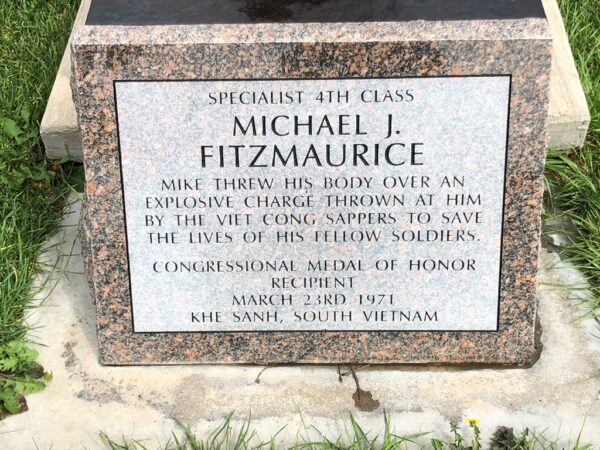 SPECIALIST 4TH CLASS
MICHAEL J.
FITZMAURICE
MIKE THREW HIS BODY OVER AN
EXPLOSIVE CHARGE THROWN AT HIM
BY THE VIET CONG SAPPERS TO SAVE
THE LIVES OF HIS FELLOW SOLDIERS.
CONGRESSIONAL MEDAL OF HONOR
RECIPIENT
MARCH 23RD 1971
KHE SANH, SOUTH VIETNAM